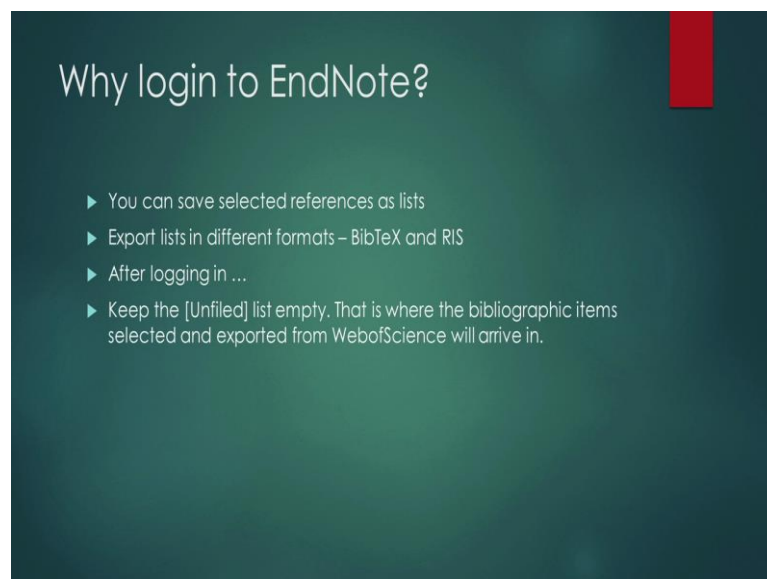 Why login to EndNote?
You can save selected references as lists
Export lists in different formats – BibTeX and RIS
After logging in …
Keep the [Unfiled] list empty. That is where the bibliographic items
selected and exported from WebofScience will arrive in.